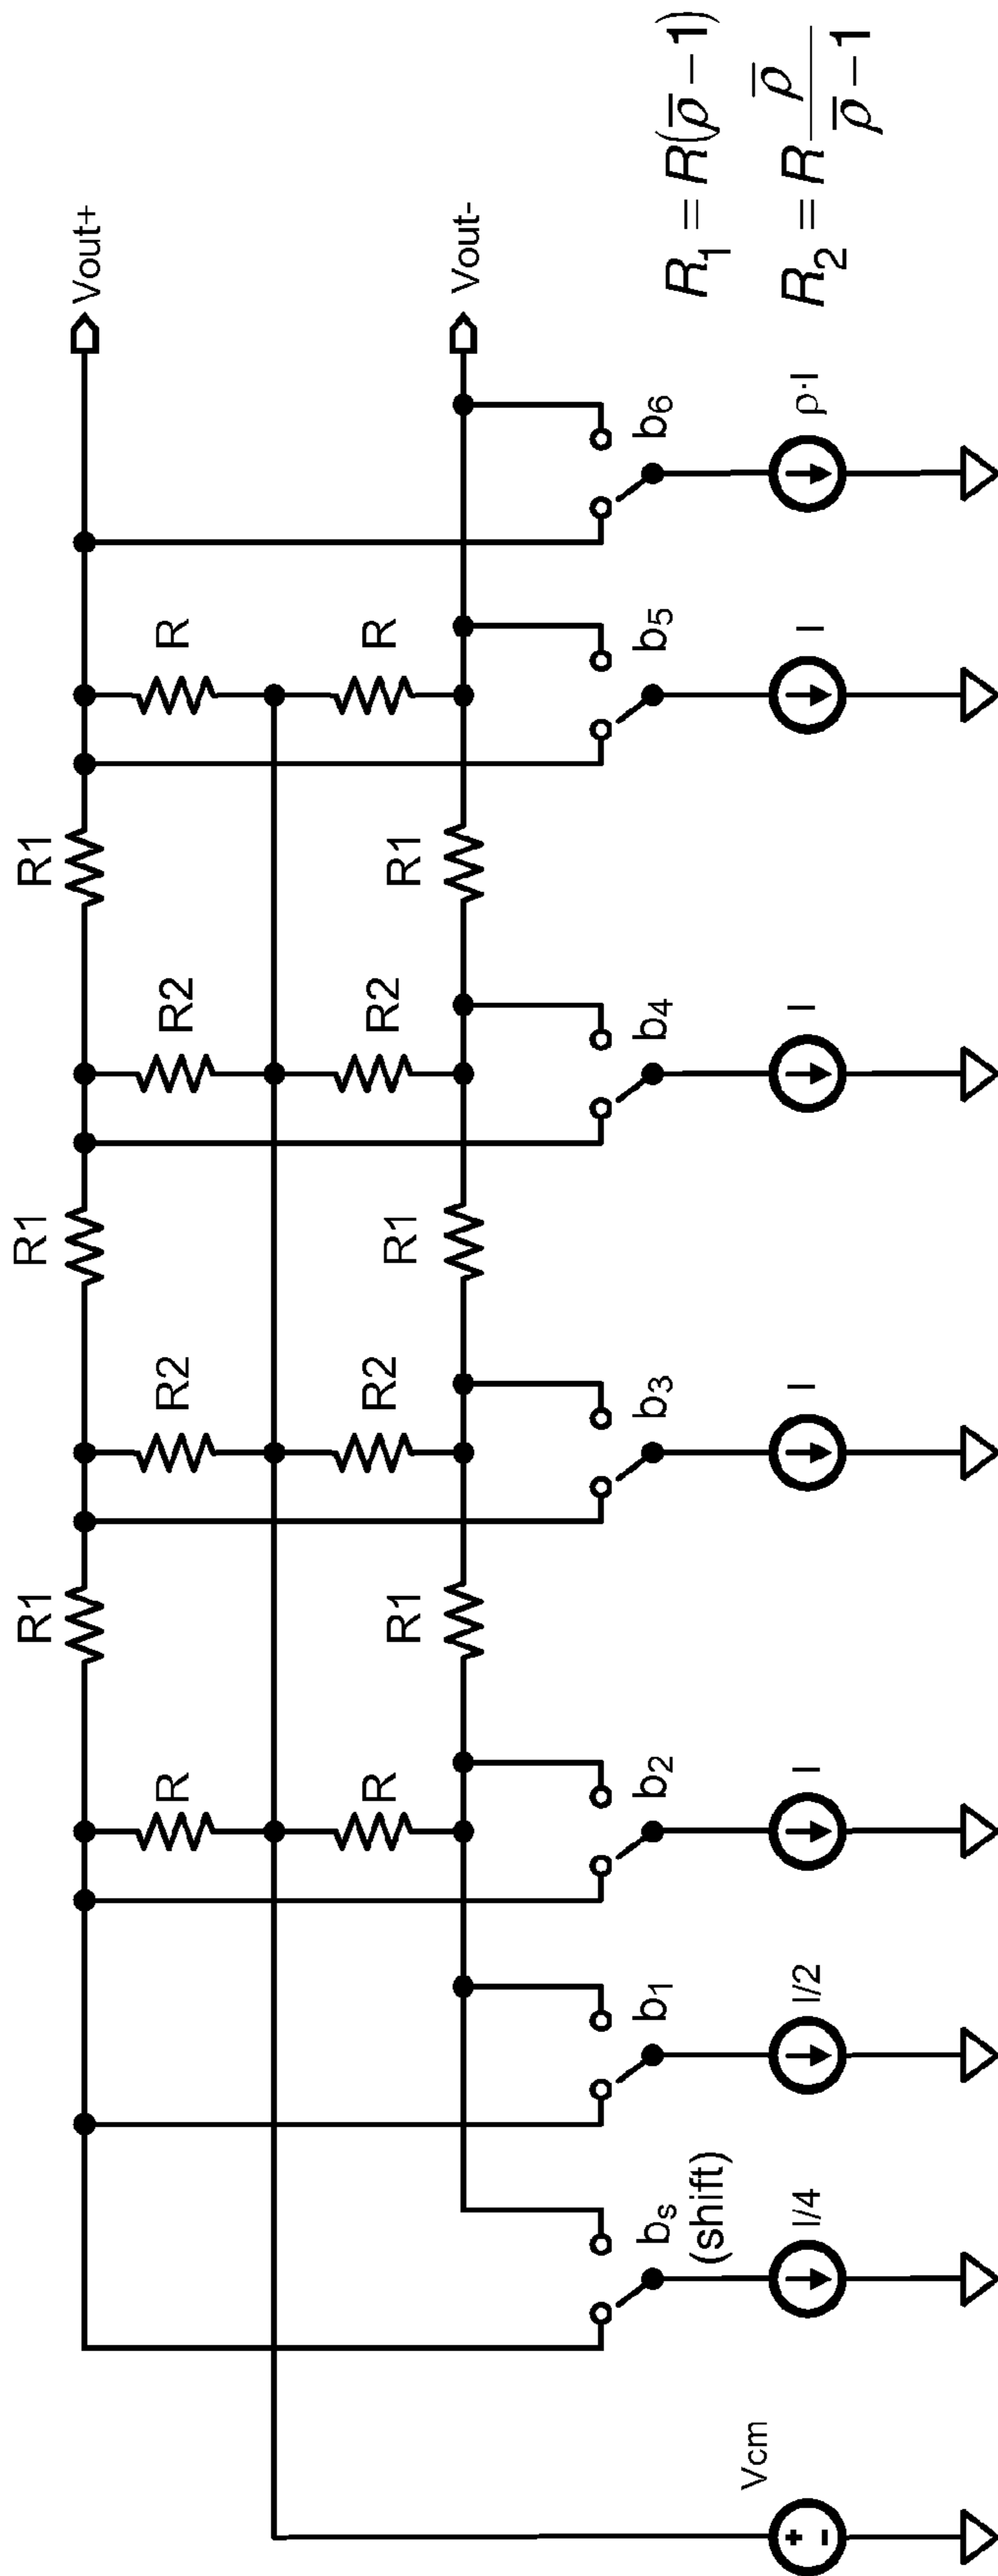 R1 R1 R1 Vout+
R R2 R2 R
R R2 R2 R
R1 R1 R1 Vout-
bs b1 b2 b3 b4 b5 b6
(shift)
Vcm I/4 I/2 I I I I ρ·I
+
−
R1 = R(ρ̅−1)
R2 = R ρ̅/(ρ̅−1)